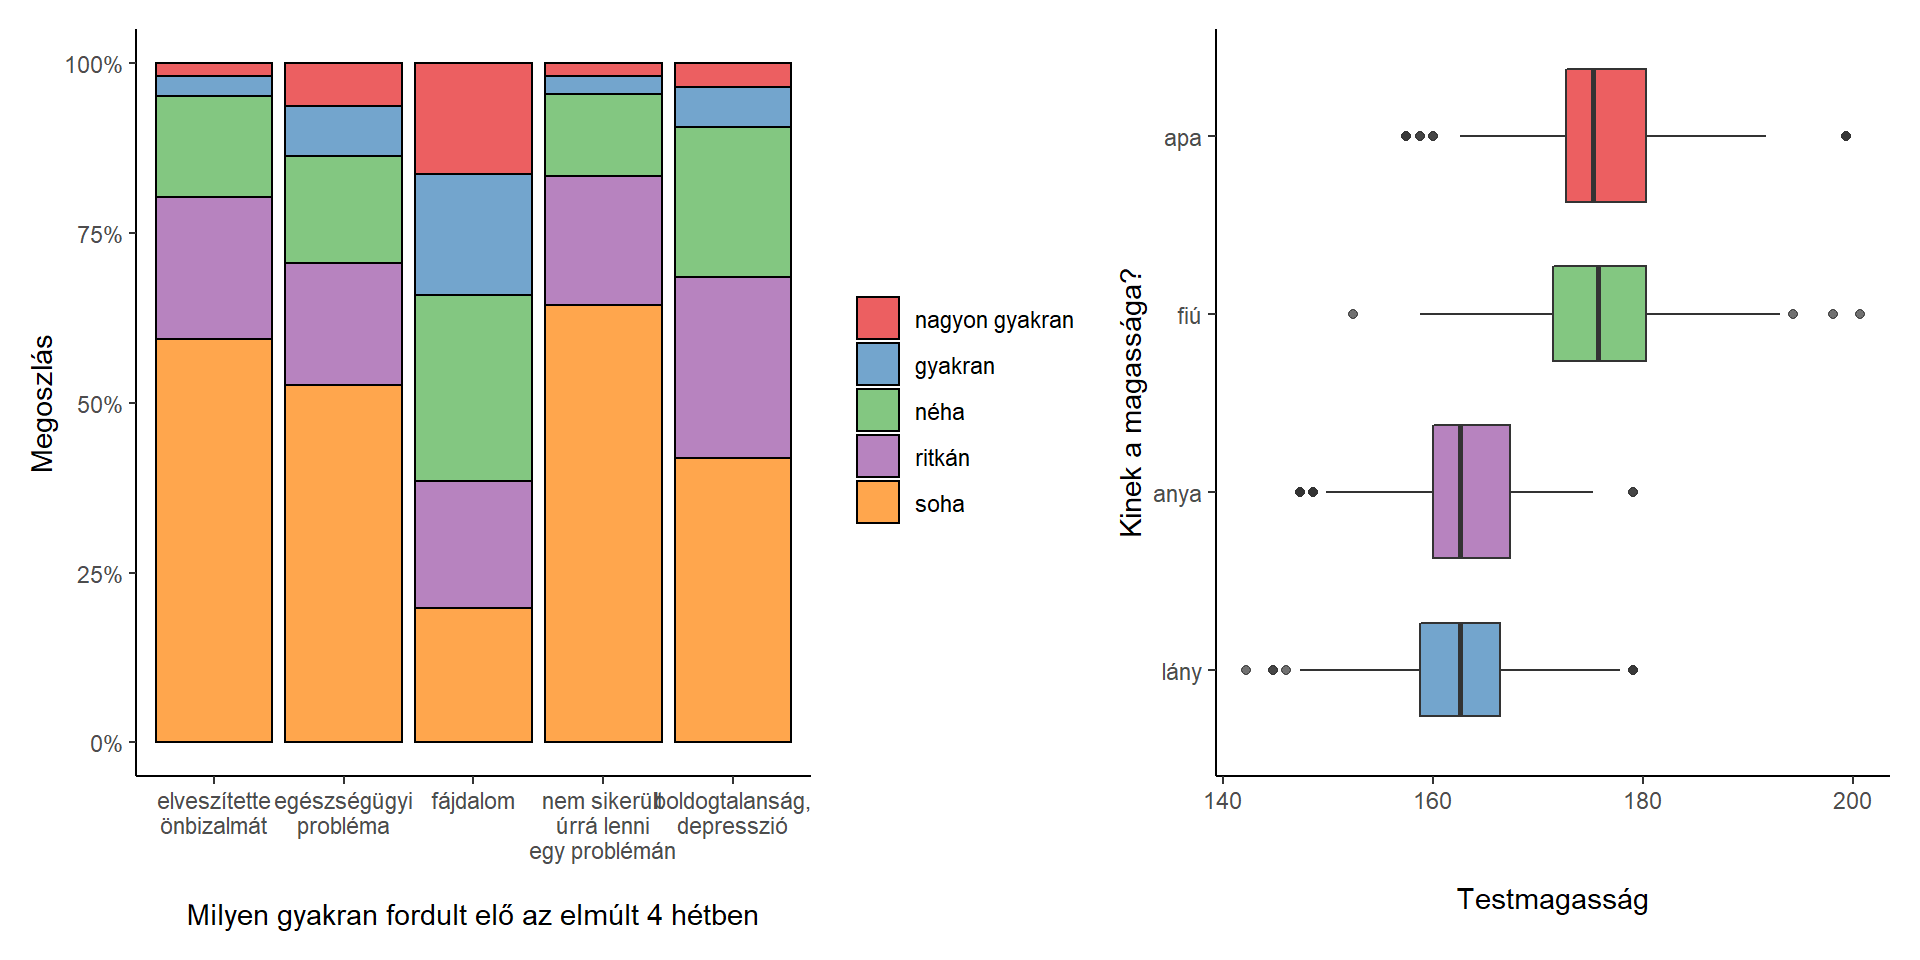 Megoszlás
100%
75%
50%
25%
0%
elveszítette
önbizalmát
egészségügyi
probléma
fájdalom
nem sikerült
úrrá lenni
egy problémán
boldogtalanság,
depresszió
Milyen gyakran fordult elő az elmúlt 4 hétben
nagyon gyakran
gyakran
néha
ritkán
soha
Kinek a magassága?
apa
fiú
anya
lány
140
160
180
200
Testmagasság